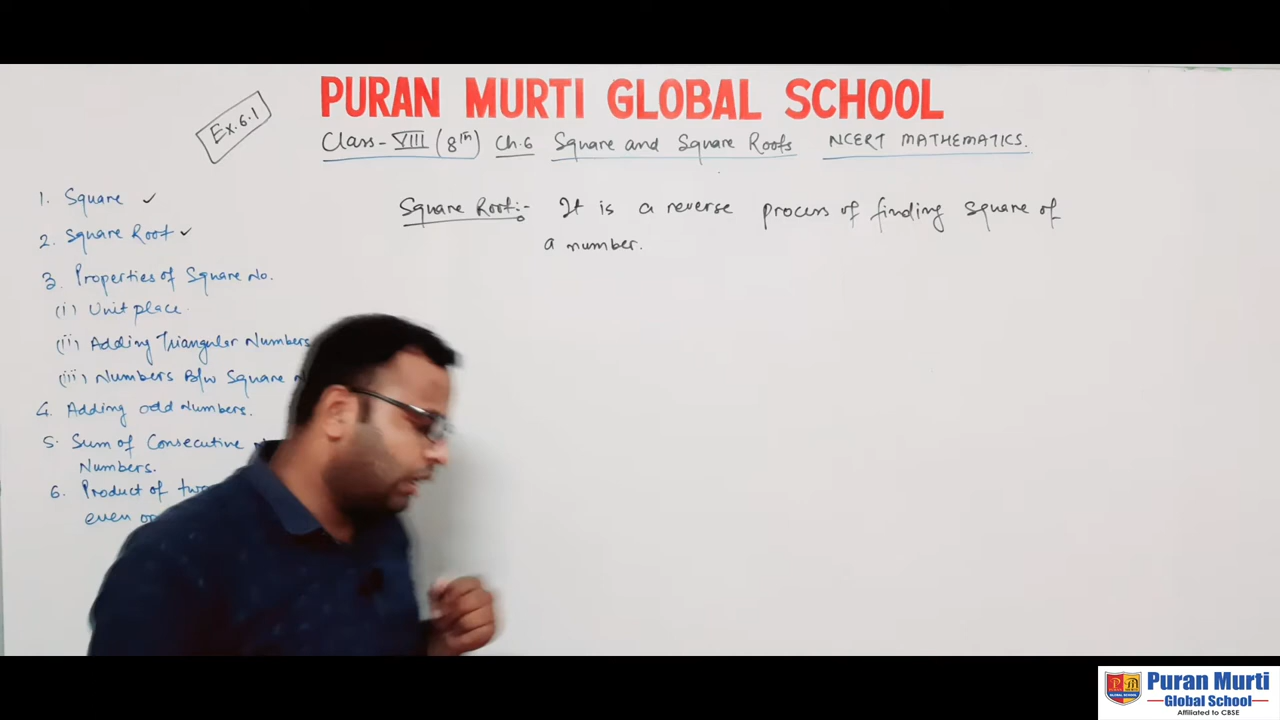 PURAN MURTI GLOBAL SCHOOL
Ex.6.1
Class-VIII (8th) Ch.6 Square and Square Roots NCERT MATHEMATICS.
1. Square ✓
2. Square Root ✓
3. Properties of Square No.
(i) Unit place
(ii) Adding Triangular Numbers
(iii) Numbers B/w Square
4. Adding odd Numbers.
5. Sum of Consecutive
Numbers.
6. Product of two
even or
Square Root:- It is a reverse process of finding square of
a number.
Puran Murti
Global School
Affiliated to CBSE